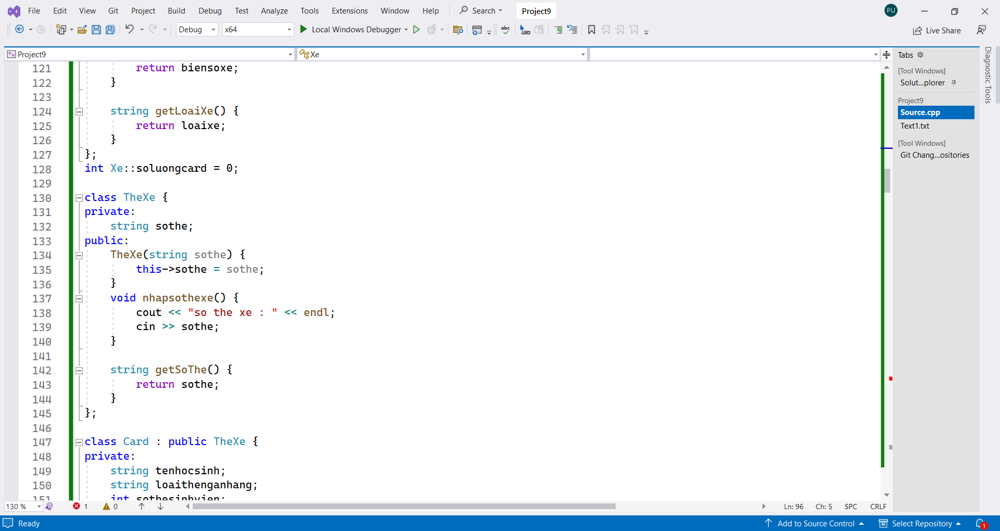 File Edit View Git Project Build Debug Test Analyze Tools Extensions Window Help Search Project9 PU
Debug x64 Local Windows Debugger Live Share
Project9 Xe
Tabs
[Tool Windows]
Solut...plorer
Project9
Source.cpp
Text1.txt
[Tool Windows]
Git Chang...ositories
Diagnostic Tools
121 return biensoxe;
122 }
123
124 string getLoaiXe() {
125 return loaixe;
126 }
127 };
128 int Xe::soluongcard = 0;
129
130 class TheXe {
131 private:
132 string sothe;
133 public:
134 TheXe(string sothe) {
135 this->sothe = sothe;
136 }
137 void nhapsothexe() {
138 cout << "so the xe : " << endl;
139 cin >> sothe;
140 }
141
142 string getSoThe() {
143 return sothe;
144 }
145 };
146
147 class Card : public TheXe {
148 private:
149 string tenhocsinh;
150 string loaithenganhang;
151 int sothesinhvien;
130 % 1 0 Ln: 96 Ch: 5 SPC CRLF
Ready Add to Source Control Select Repository 1